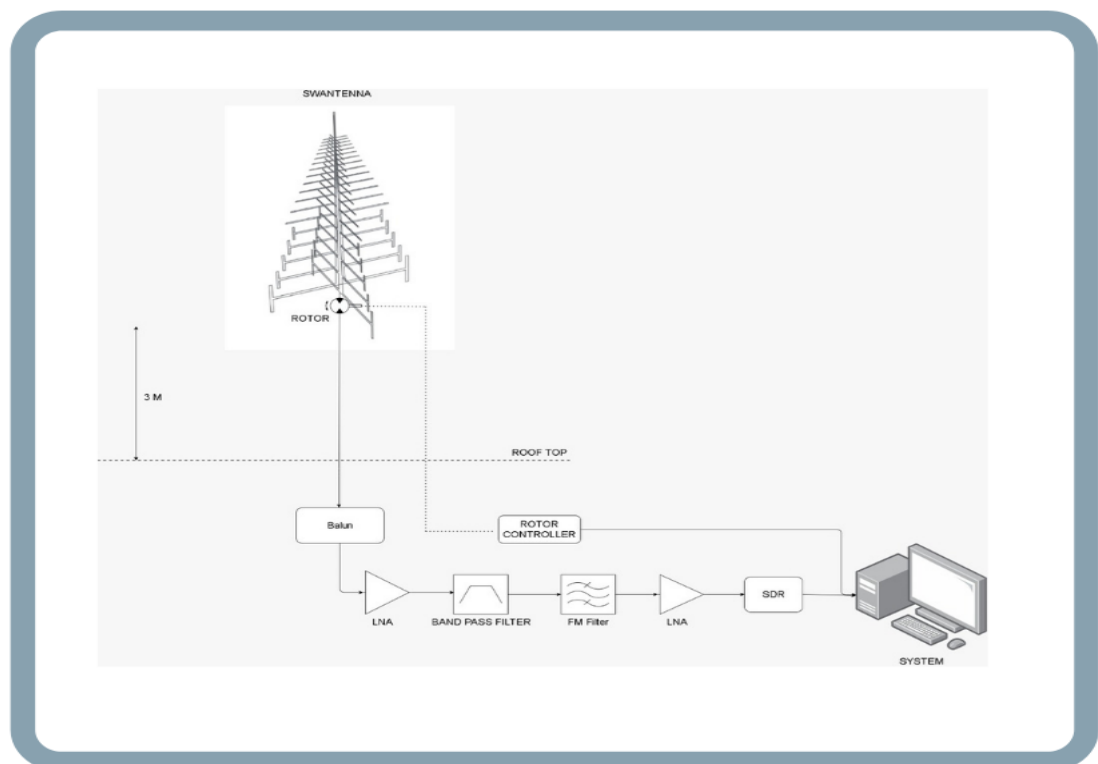 SWANTENNA
ROTOR
3 M
ROOF TOP
Balun
ROTOR
CONTROLLER
SDR
LNA
BAND PASS FILTER
FM Filter
LNA
SYSTEM